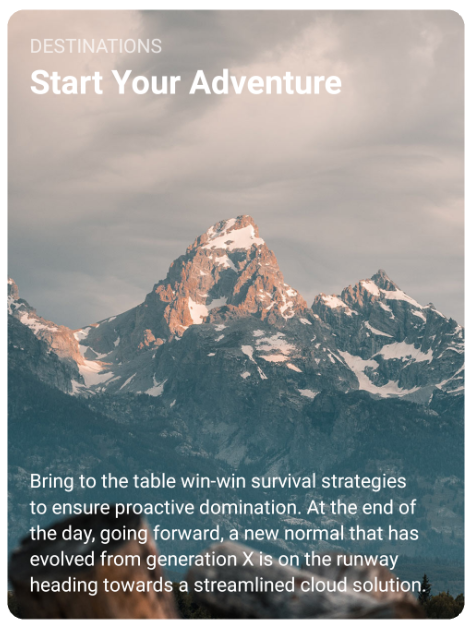 DESTINATIONS
Start Your Adventure
Bring to the table win-win survival strategies
to ensure proactive domination. At the end of
the day, going forward, a new normal that has
evolved from generation X is on the runway
heading towards a streamlined cloud solution.